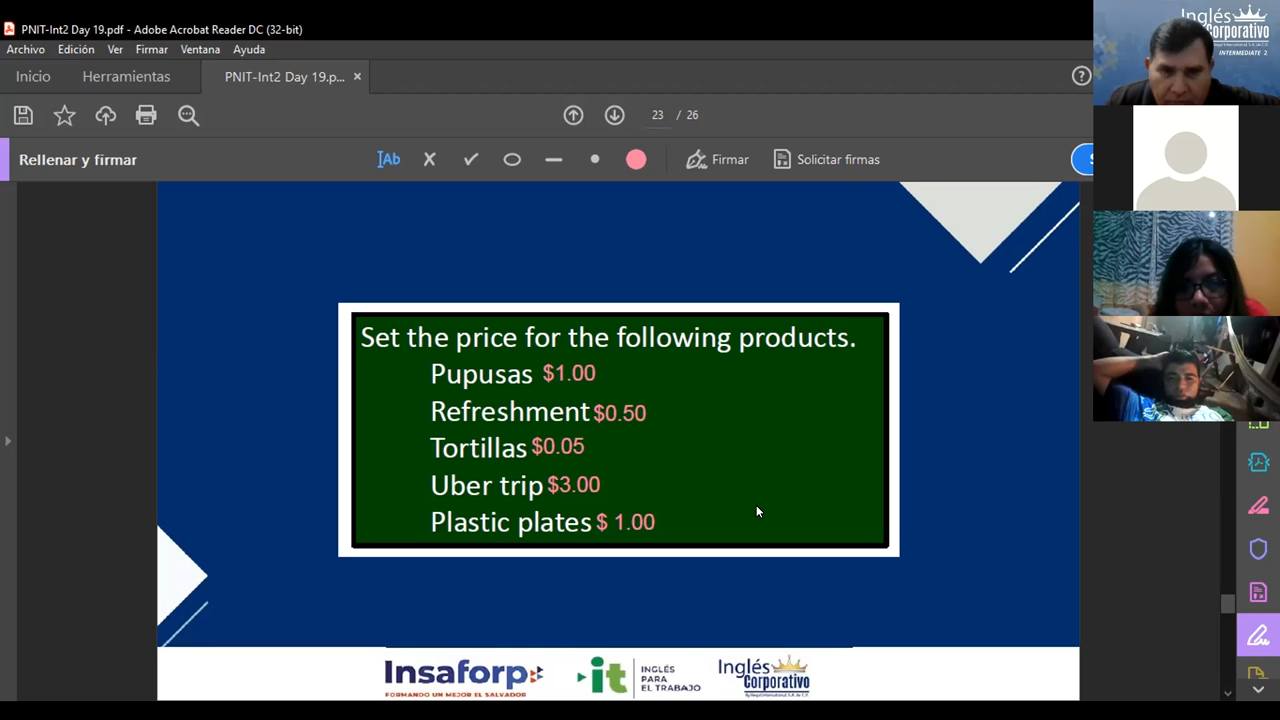 PNIT-Int2 Day 19.pdf - Adobe Acrobat Reader DC (32-bit)
Archivo Edición Ver Firmar Ventana Ayuda
Inicio Herramientas PNIT-Int2 Day 19.p... ×
23 / 26
Rellenar y firmar
Ab Firmar Solicitar firmas S
Set the price for the following products.
Pupusas $1.00
Refreshment $0.50
Tortillas $0.05
Uber trip $3.00
Plastic plates $ 1.00
Insaforp
FORMANDO UN MEJOR EL SALVADOR
it INGLÉS PARA EL TRABAJO
Inglés Corporativo
Inglés
Corporativo
INTERMEDIATE 2